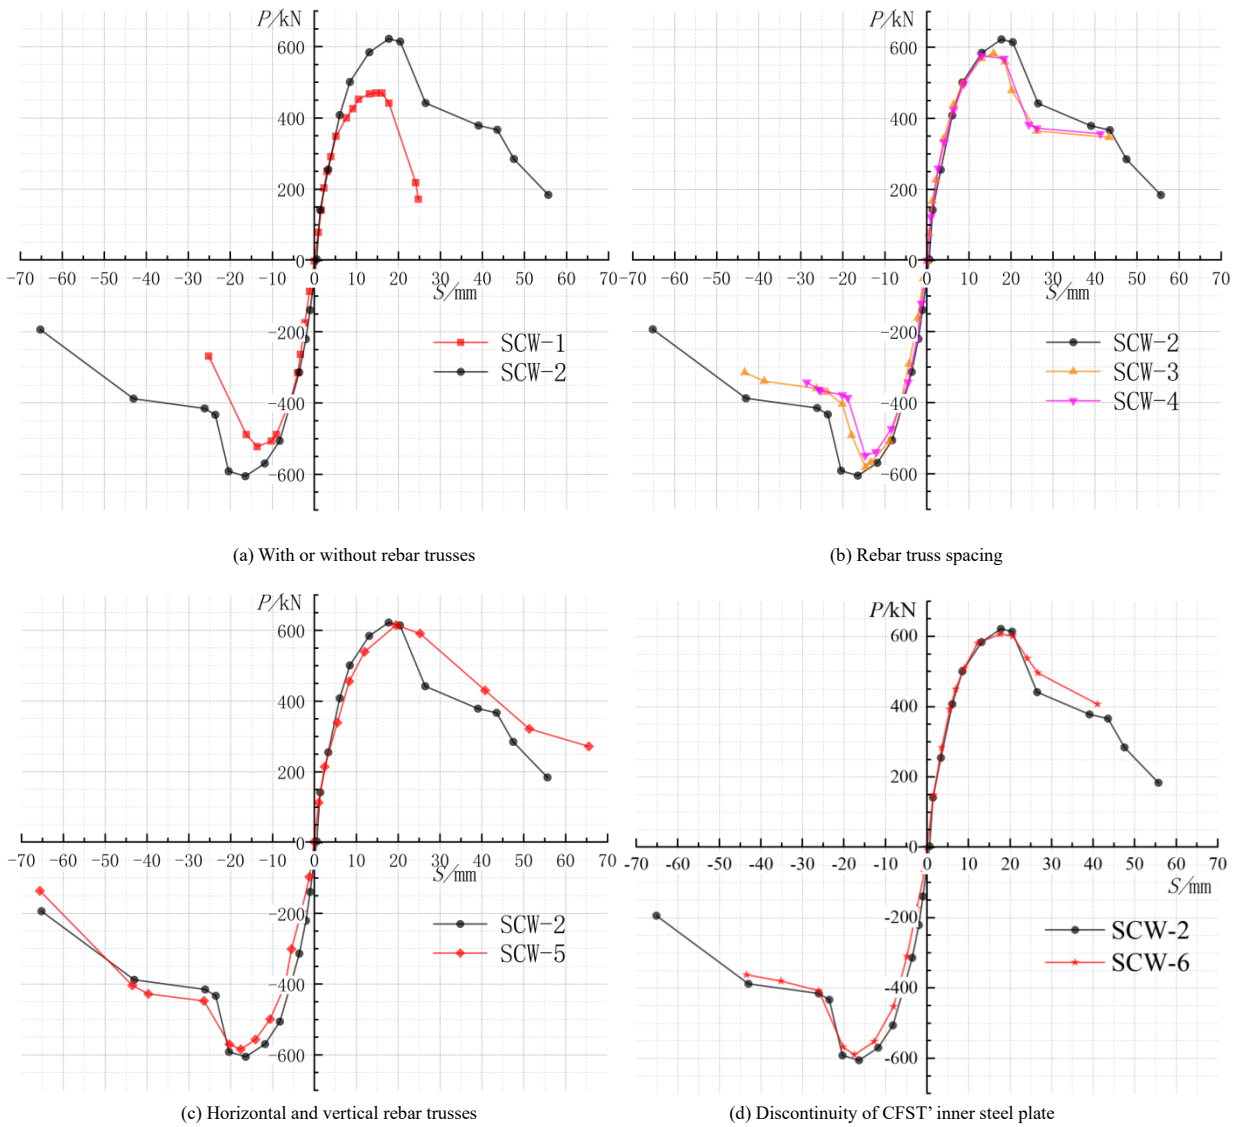 P/kN
600
400
200
0
-70 -60 -50 -40 -30 -20 -10 0 10 20 30 40 50 60 70
S/mm
-200
-400
-600
SCW-1
SCW-2
(a) With or without rebar trusses
P/kN
600
400
200
0
-70 -60 -50 -40 -30 -20 -10 0 10 20 30 40 50 60 70
S/mm
-200
-400
-600
SCW-2
SCW-3
SCW-4
(b) Rebar truss spacing
P/kN
600
400
200
0
-70 -60 -50 -40 -30 -20 -10 0 10 20 30 40 50 60 70
S/mm
-200
-400
-600
SCW-2
SCW-5
(c) Horizontal and vertical rebar trusses
P/kN
600
400
200
0
-70 -60 -50 -40 -30 -20 -10 0 10 20 30 40 50 60 70
S/mm
-200
-400
-600
SCW-2
SCW-6
(d) Discontinuity of CFST’ inner steel plate